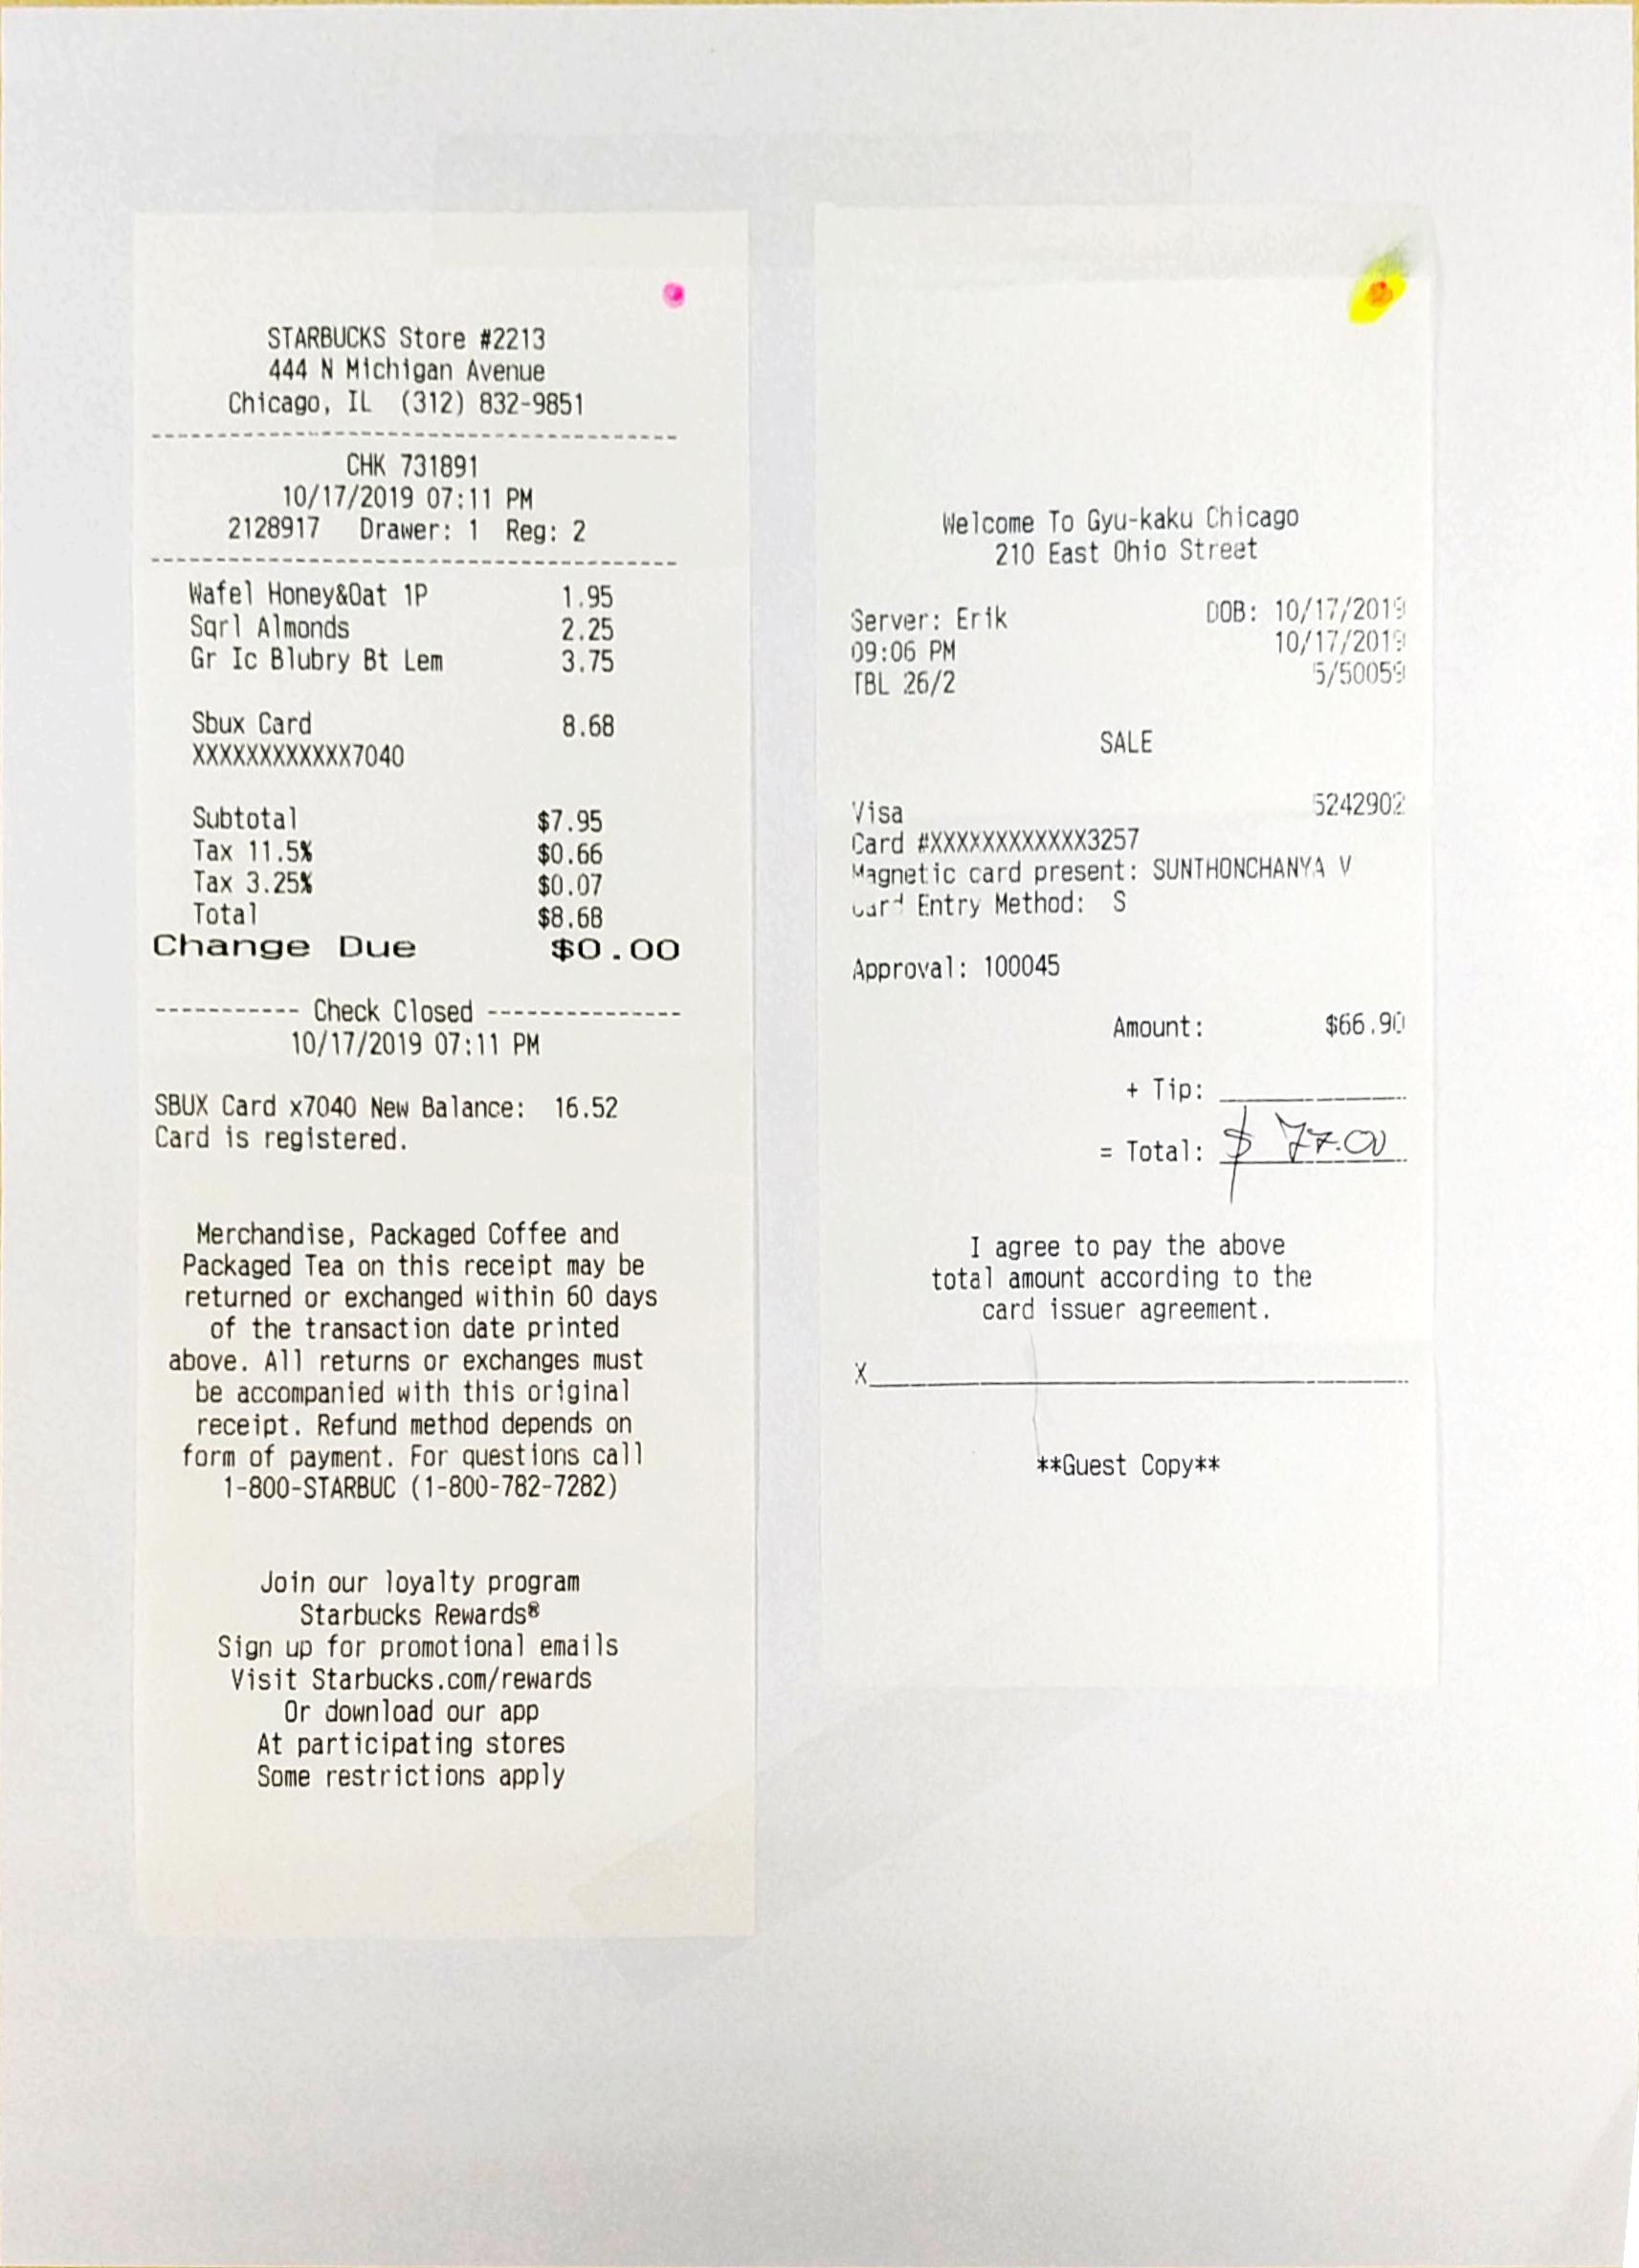 STARBUCKS Store #2213
444 N Michigan Avenue
Chicago, IL (312) 832-9851
----------------------------------------
CHK 731891
10/17/2019 07:11 PM
2128917 Drawer: 1 Reg: 2
----------------------------------------
Wafel Honey&Oat 1P 1.95
Sqrl Almonds 2.25
Gr Ic Blubry Bt Lem 3.75
Sbux Card 8.68
XXXXXXXXXXXX7040
Subtotal $7.95
Tax 11.5% $0.66
Tax 3.25% $0.07
Total $8.68
Change Due $0.00
----------- Check Closed ---------------
10/17/2019 07:11 PM
SBUX Card x7040 New Balance: 16.52
Card is registered.
Merchandise, Packaged Coffee and
Packaged Tea on this receipt may be
returned or exchanged within 60 days
of the transaction date printed
above. All returns or exchanges must
be accompanied with this original
receipt. Refund method depends on
form of payment. For questions call
1-800-STARBUC (1-800-782-7282)
Join our loyalty program
Starbucks Rewards®
Sign up for promotional emails
Visit Starbucks.com/rewards
Or download our app
At participating stores
Some restrictions apply
Welcome To Gyu-kaku Chicago
210 East Ohio Street
Server: Erik DOB: 10/17/2019
09:06 PM 10/17/2019
TBL 26/2 5/50059
SALE
Visa 5242902
Card #XXXXXXXXXXXX3257
Magnetic card present: SUNTHONCHANYA V
Card Entry Method: S
Approval: 100045
Amount: $66.90
+ Tip: ______________
= Total: $ 77.00
I agree to pay the above
total amount according to the
card issuer agreement.
X________________________________________
**Guest Copy**